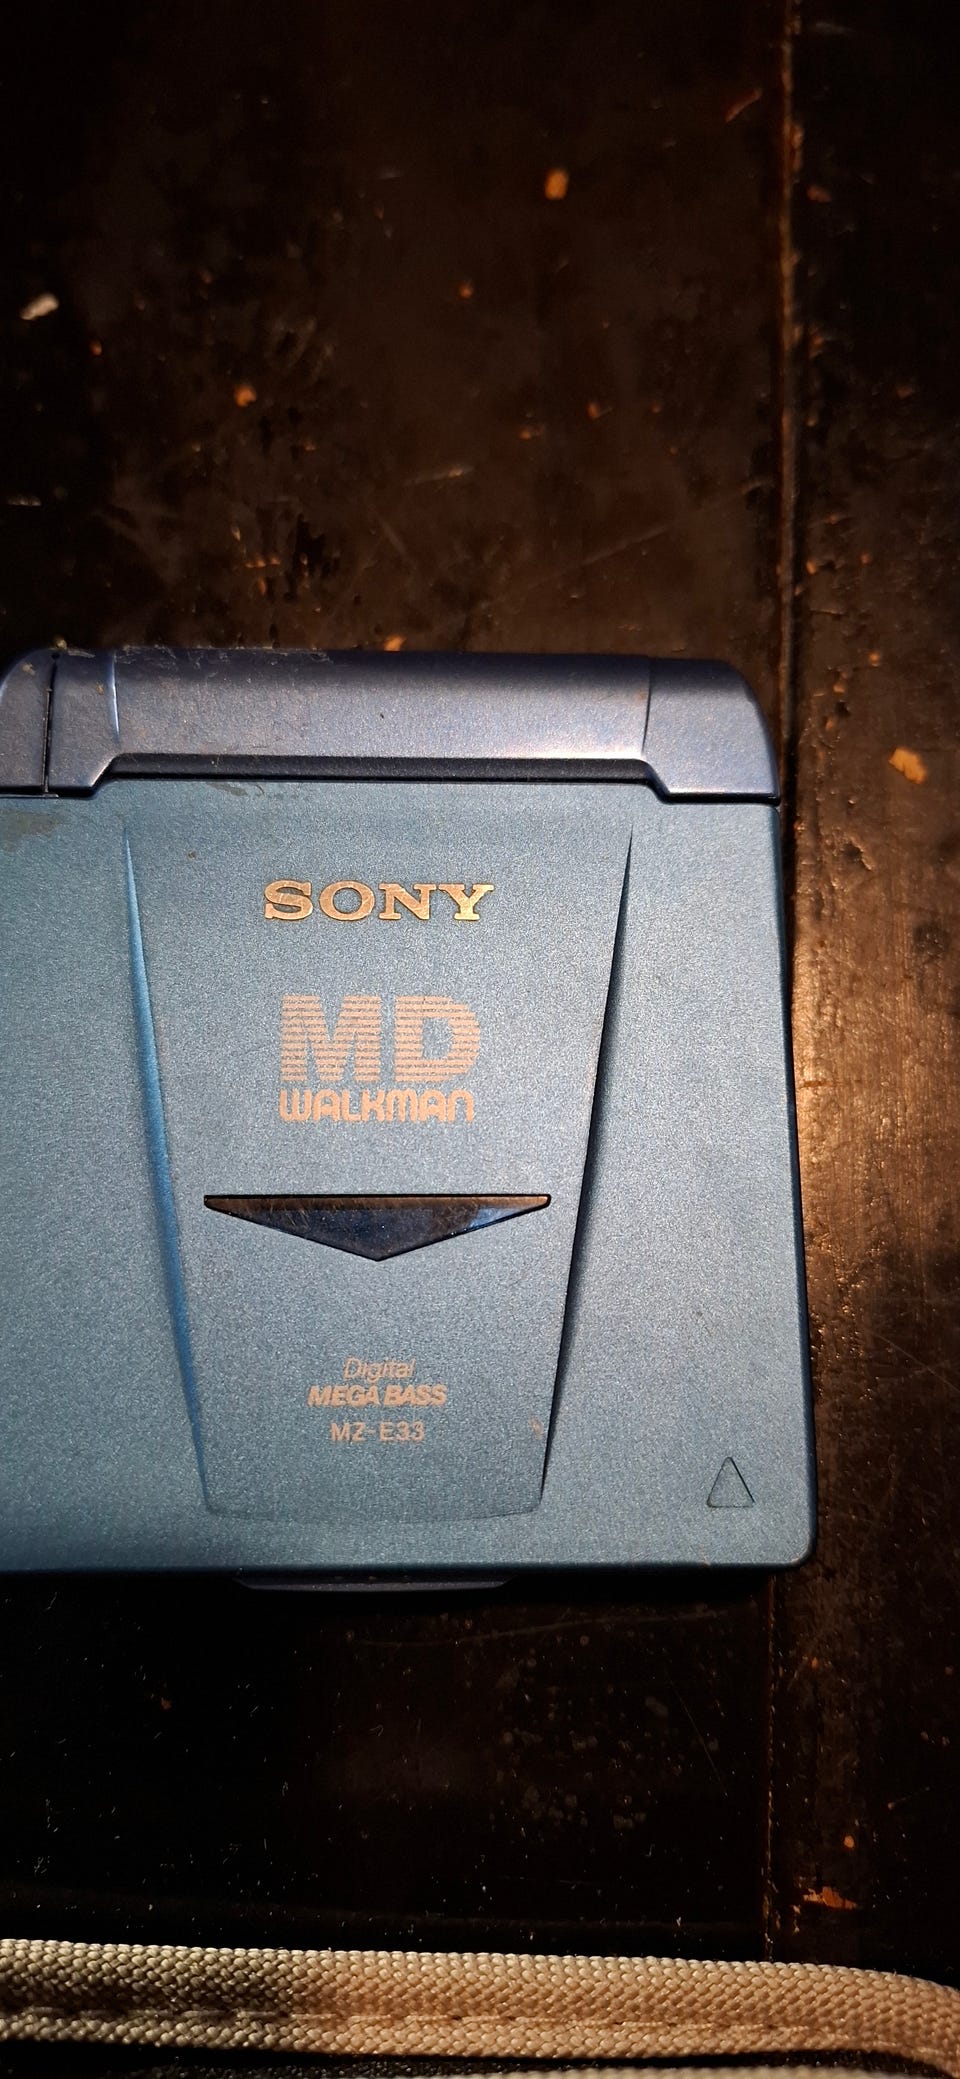 SONY
MD
WALKMAN
Digital
MEGA BASS
MZ-E33